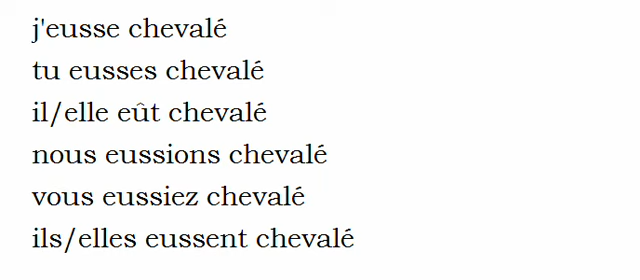 j'eusse chevalé
tu eusses chevalé
il/elle eût chevalé
nous eussions chevalé
vous eussiez chevalé
ils/elles eussent chevalé